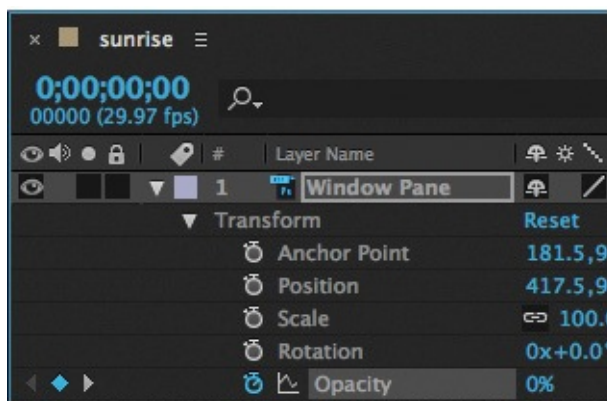 × sunrise ≡
0;00;00;00
00000 (29.97 fps)
# Layer Name
1 Window Pane
Transform Reset
Anchor Point 181.5,9
Position 417.5,9
Scale 100.
Rotation 0x+0.0°
Opacity 0%